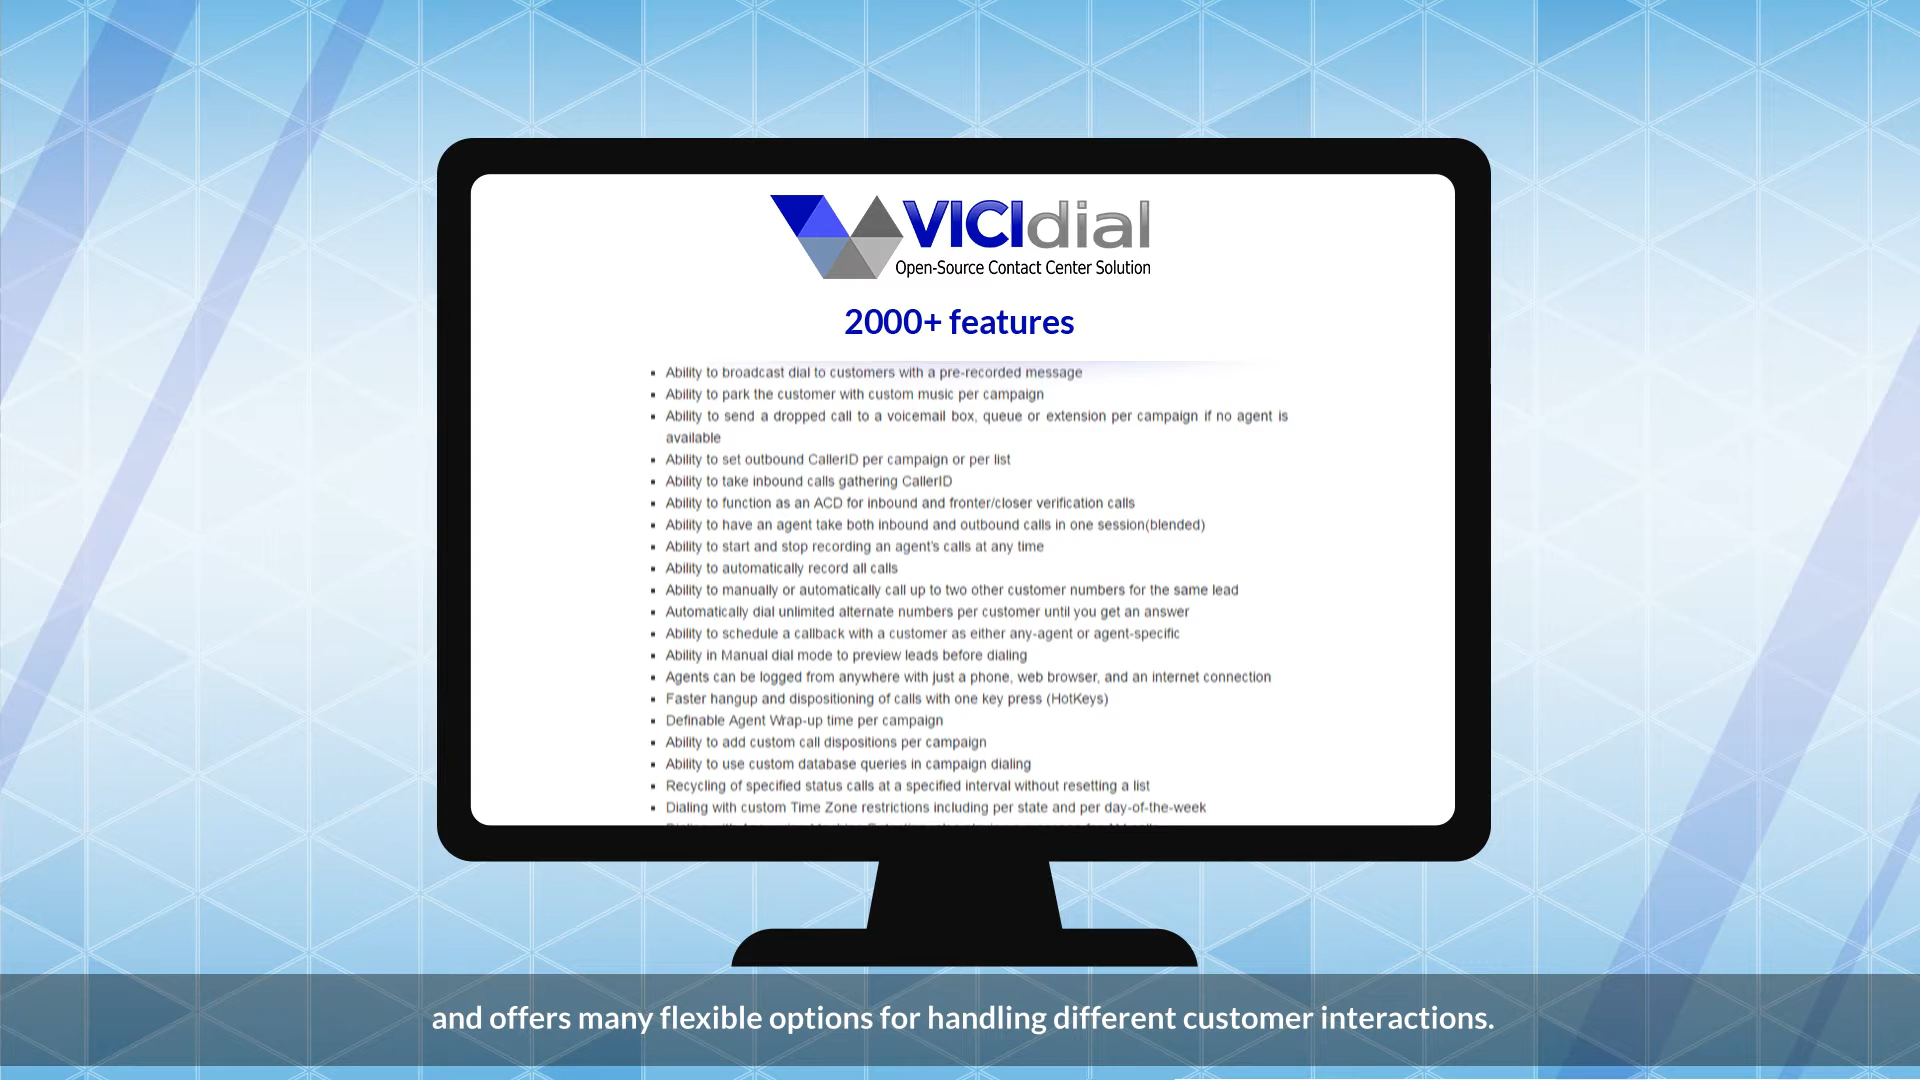 VICIdial
Open-Source Contact Center Solution
2000+ features
▪ Ability to broadcast dial to customers with a pre-recorded message
▪ Ability to park the customer with custom music per campaign
▪ Ability to send a dropped call to a voicemail box, queue or extension per campaign if no agent is
available
▪ Ability to set outbound CallerID per campaign or per list
▪ Ability to take inbound calls gathering CallerID
▪ Ability to function as an ACD for inbound and fronter/closer verification calls
▪ Ability to have an agent take both inbound and outbound calls in one session(blended)
▪ Ability to start and stop recording an agent's calls at any time
▪ Ability to automatically record all calls
▪ Ability to manually or automatically call up to two other customer numbers for the same lead
▪ Automatically dial unlimited alternate numbers per customer until you get an answer
▪ Ability to schedule a callback with a customer as either any-agent or agent-specific
▪ Ability in Manual dial mode to preview leads before dialing
▪ Agents can be logged from anywhere with just a phone, web browser, and an internet connection
▪ Faster hangup and dispositioning of calls with one key press (HotKeys)
▪ Definable Agent Wrap-up time per campaign
▪ Ability to add custom call dispositions per campaign
▪ Ability to use custom database queries in campaign dialing
▪ Recycling of specified status calls at a specified interval without resetting a list
▪ Dialing with custom Time Zone restrictions including per state and per day-of-the-week
and offers many flexible options for handling different customer interactions.